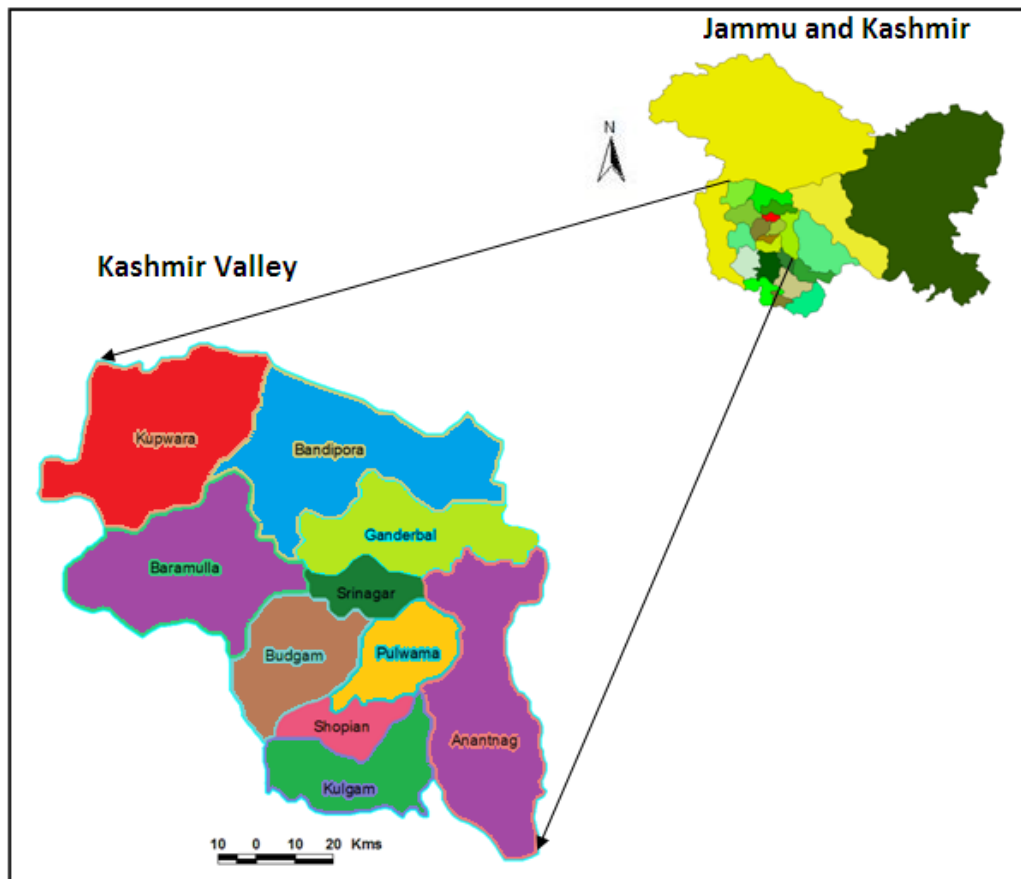 Jammu and Kashmir
N
Kashmir Valley
Kupwara
Bandipora
Ganderbal
Baramulla
Srinagar
Budgam
Pulwama
Shopian
Anantnag
Kulgam
10 0 10 20 Kms